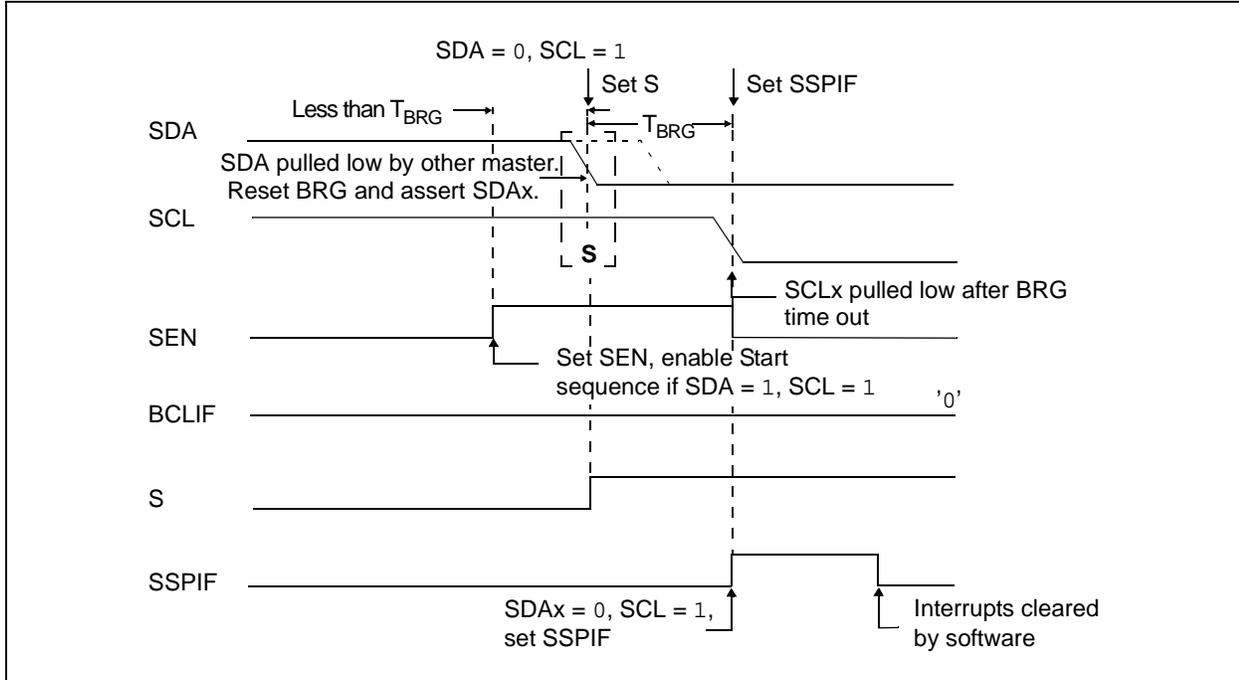 SDA = 0, SCL = 1
Set S
Set SSPIF
Less than TBRG
TBRG
SDA
SDA pulled low by other master.
Reset BRG and assert SDAx.
SCL
S
SCLx pulled low after BRG
time out
SEN
Set SEN, enable Start
sequence if SDA = 1, SCL = 1
'0'
BCLIF
S
SSPIF
SDAx = 0, SCL = 1,
set SSPIF
Interrupts cleared
by software